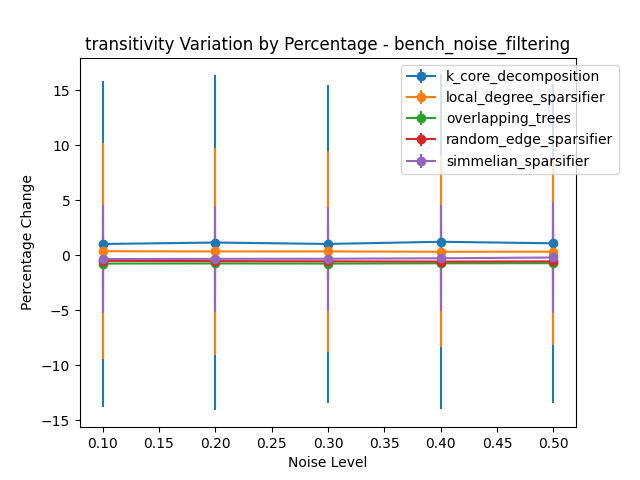 transitivity Variation by Percentage - bench_noise_filtering
k_core_decomposition
local_degree_sparsifier
overlapping_trees
random_edge_sparsifier
simmelian_sparsifier
Percentage Change
15
10
5
0
−5
−10
−15
0.10 0.15 0.20 0.25 0.30 0.35 0.40 0.45 0.50
Noise Level